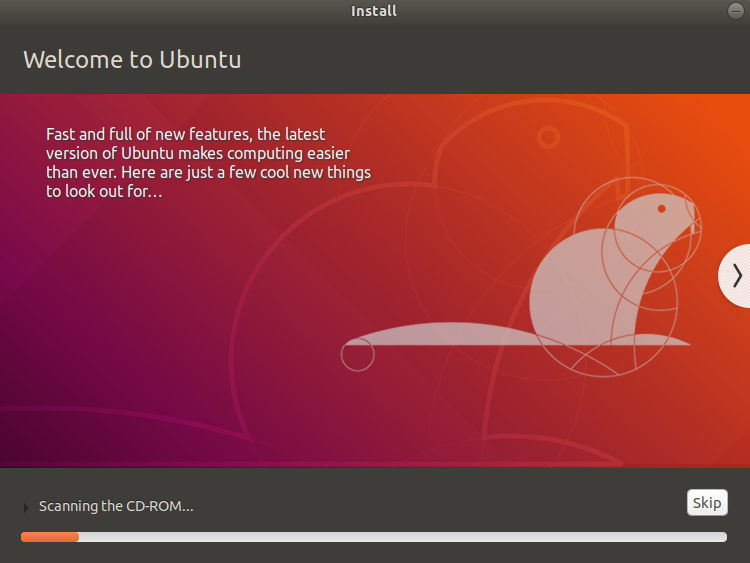 Install
Welcome to Ubuntu
Fast and full of new features, the latest
version of Ubuntu makes computing easier
than ever. Here are just a few cool new things
to look out for...
Scanning the CD-ROM...
Skip